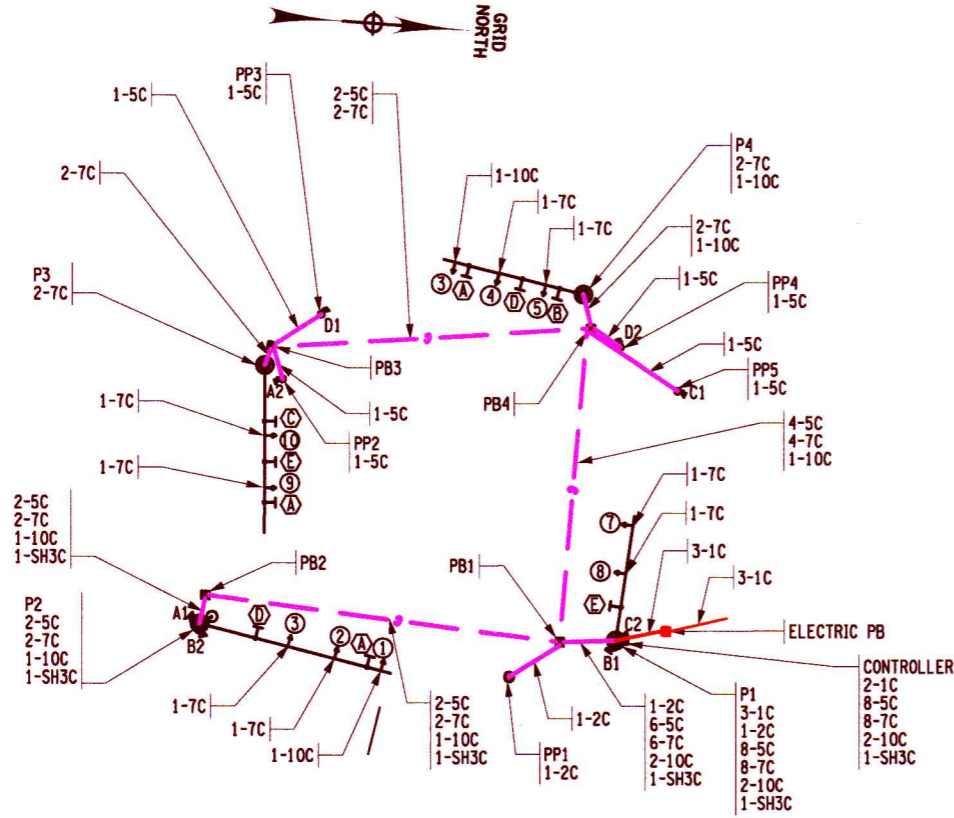 GRID
NORTH
PP3
1-5C
1-5C
2-5C
2-7C
P4
2-7C
1-10C
2-7C
1-10C
1-7C
1-7C
2-7C
1-10C
1-5C
PP4
1-5C
3
A
4
D
5
B
P3
2-7C
D1
D2
1-5C
PB3
PP5
1-5C
C1
A2
PB4
1-7C
1-5C
C
10
PP2
1-5C
4-5C
4-7C
1-10C
E
1-7C
9
A
1-7C
2-5C
2-7C
1-10C
1-SH3C
7
1-7C
PB1
8
3-1C
PB2
3-1C
E
P2
2-5C
2-7C
1-10C
1-SH3C
A1
B2
D
3
2
A
1
C2
B1
ELECTRIC PB
CONTROLLER
2-1C
8-5C
8-7C
2-10C
1-SH3C
1-7C
1-7C
1-10C
2-5C
2-7C
1-10C
1-SH3C
1-2C
PP1
1-2C
1-2C
6-5C
6-7C
2-10C
1-SH3C
P1
3-1C
1-2C
8-5C
8-7C
2-10C
1-SH3C